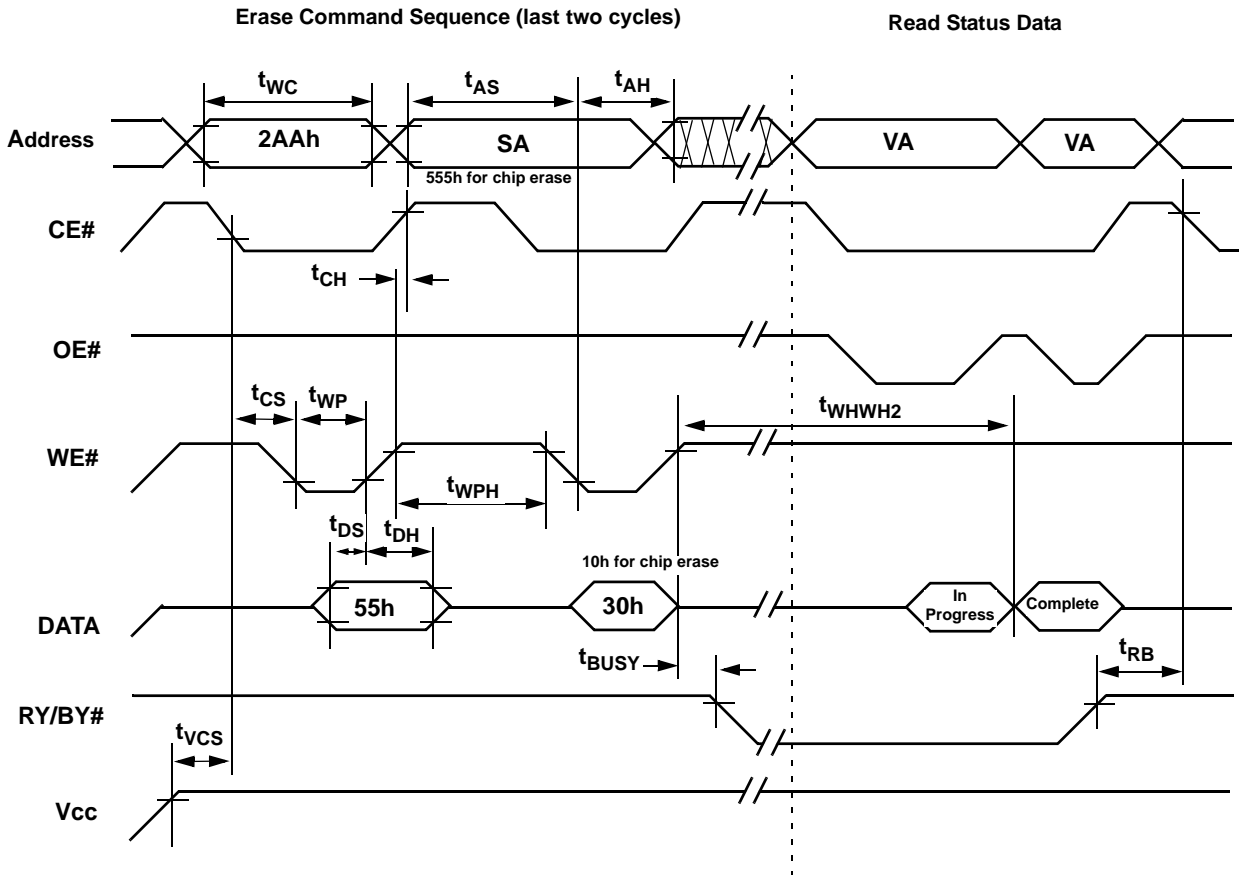 Erase Command Sequence (last two cycles)
Read Status Data
tWC
tAS
tAH
Address
2AAh
SA
VA
VA
555h for chip erase
CE#
tCH
OE#
tCS
tWP
tWHWH2
WE#
tWPH
tDS
tDH
10h for chip erase
DATA
55h
30h
In
Progress
Complete
tBUSY
tRB
RY/BY#
tVCS
Vcc